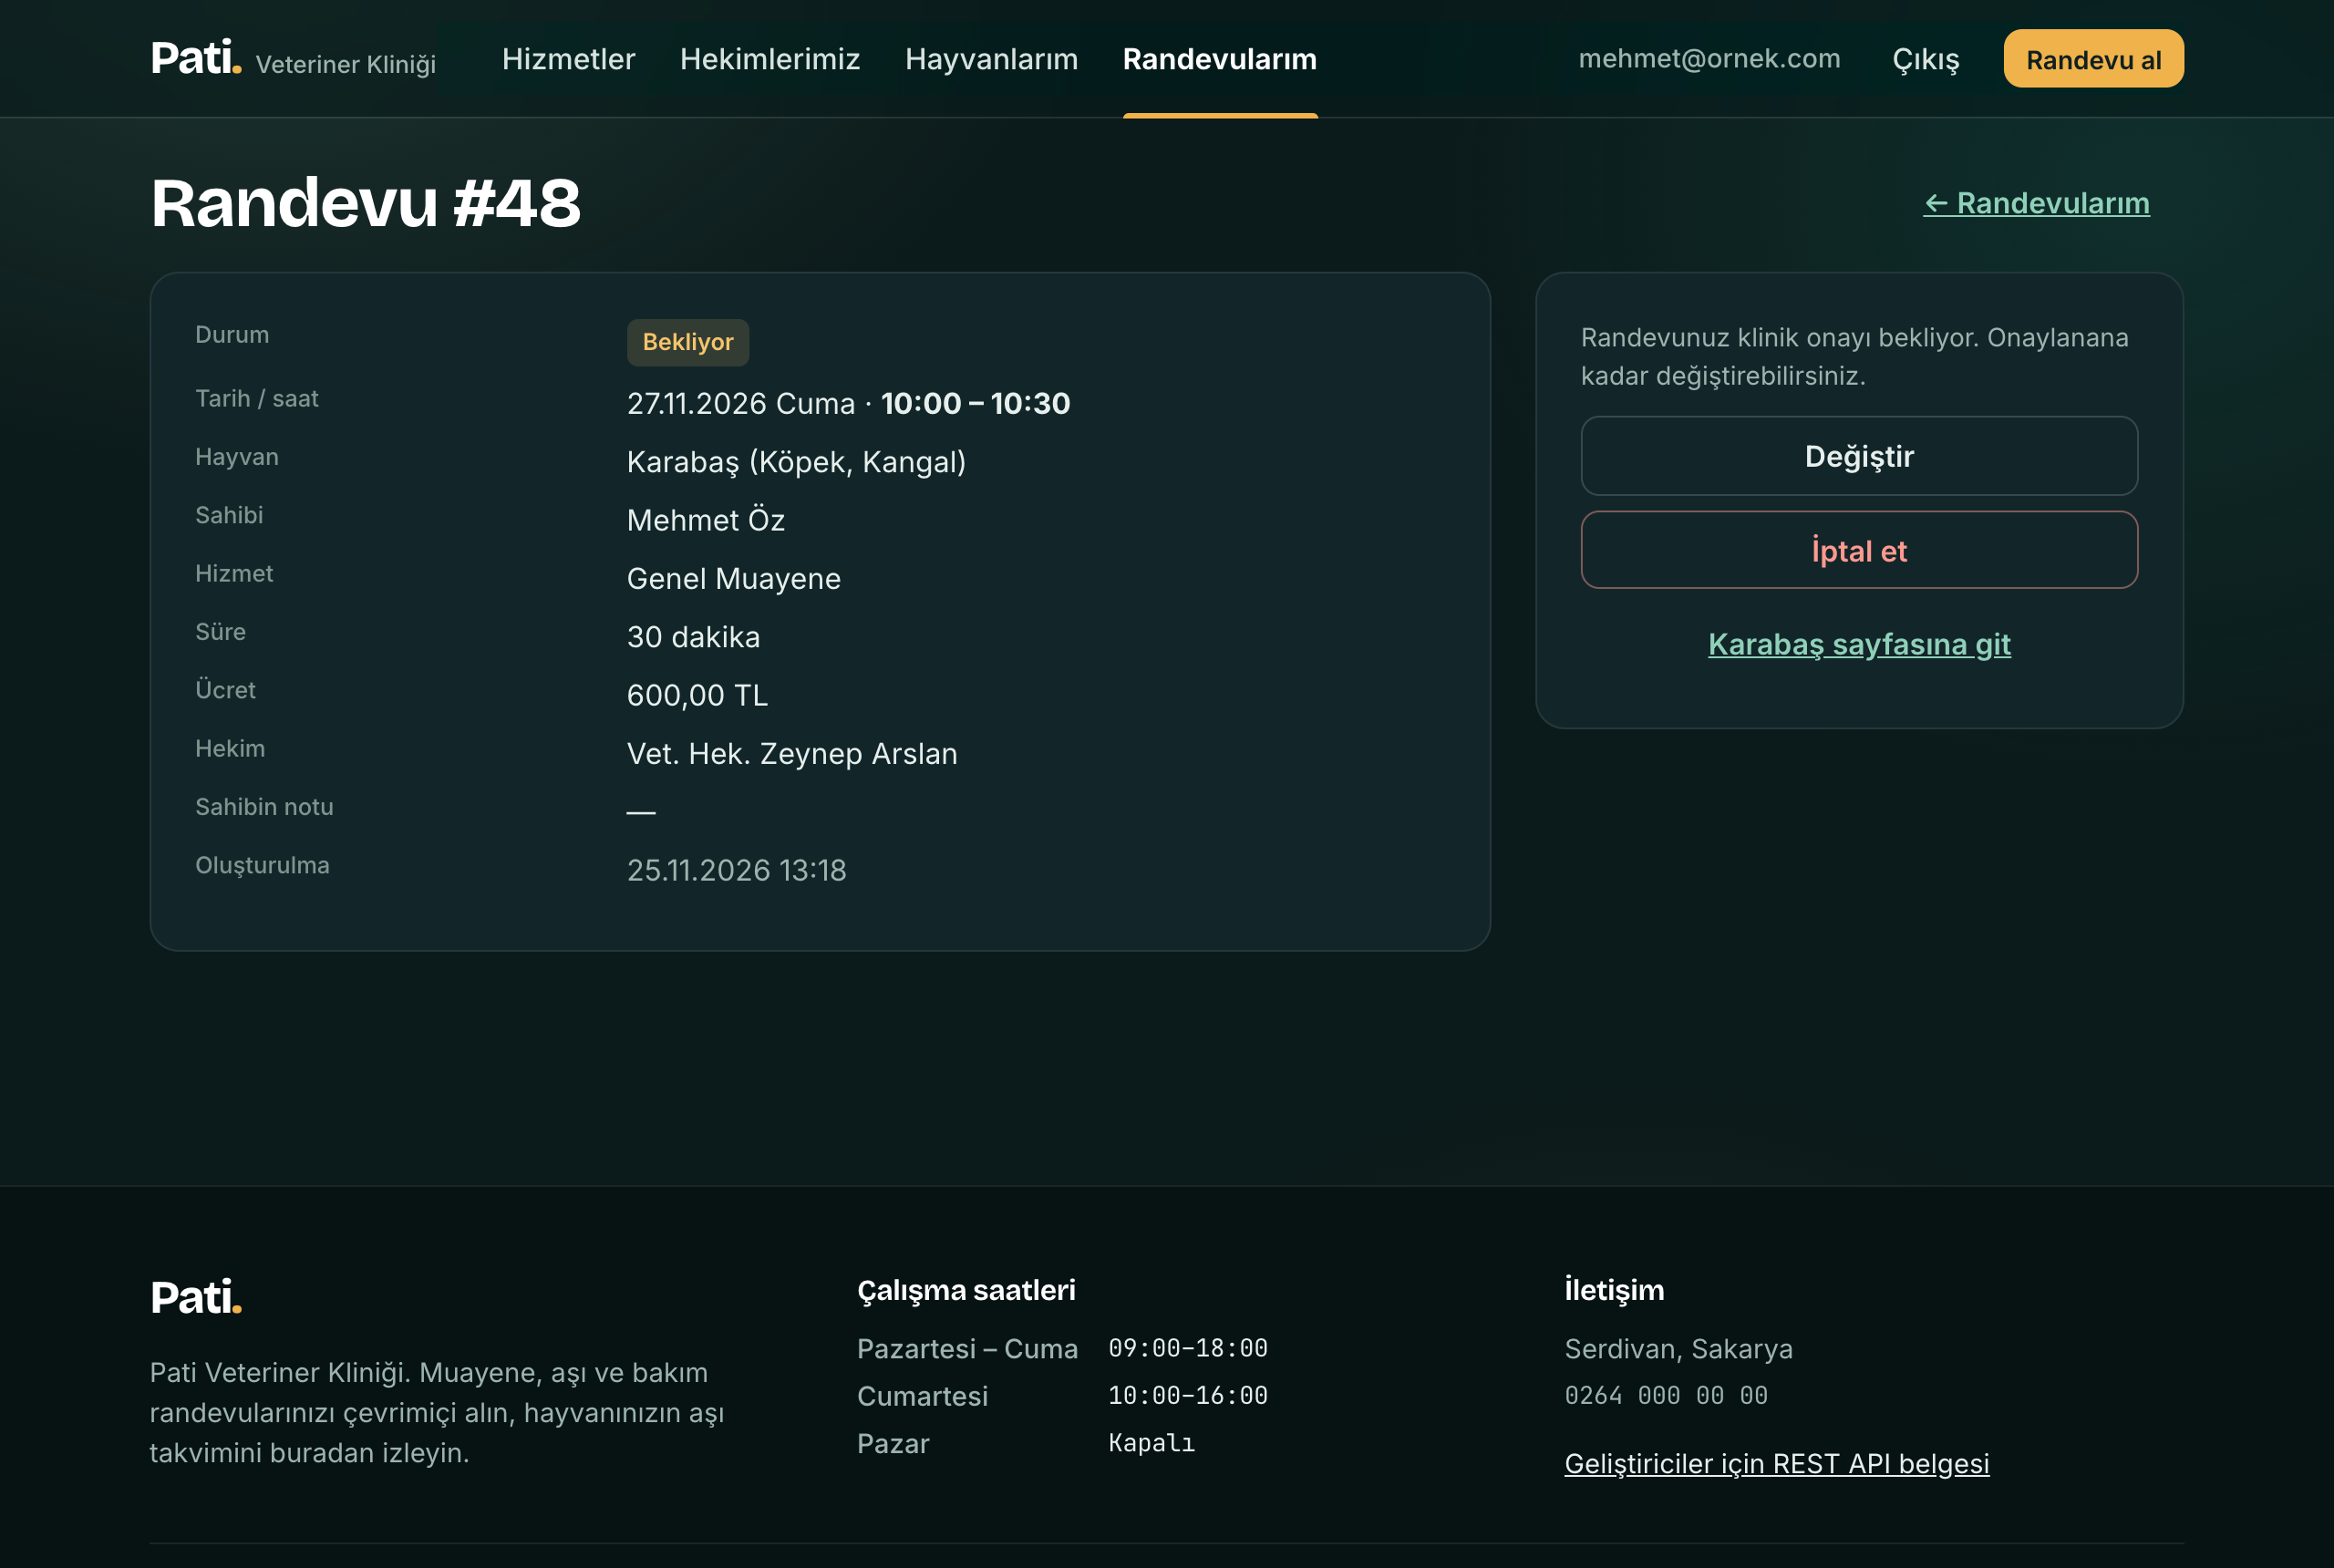 Pati. Veteriner Kliniği
Hizmetler
Hekimlerimiz
Hayvanlarım
Randevularım
mehmet@ornek.com
Çıkış
Randevu al
Randevu #48
← Randevularım
Durum
Bekliyor
Tarih / saat
27.11.2026 Cuma · 10:00 – 10:30
Hayvan
Karabaş (Köpek, Kangal)
Sahibi
Mehmet Öz
Hizmet
Genel Muayene
Süre
30 dakika
Ücret
600,00 TL
Hekim
Vet. Hek. Zeynep Arslan
Sahibin notu
—
Oluşturulma
25.11.2026 13:18
Randevunuz klinik onayı bekliyor. Onaylanana
kadar değiştirebilirsiniz.
Değiştir
İptal et
Karabaş sayfasına git
Pati.
Pati Veteriner Kliniği. Muayene, aşı ve bakım
randevularınızı çevrimiçi alın, hayvanınızın aşı
takvimini buradan izleyin.
Çalışma saatleri
Pazartesi – Cuma 09:00–18:00
Cumartesi 10:00–16:00
Pazar Kapalı
İletişim
Serdivan, Sakarya
0264 000 00 00
Geliştiriciler için REST API belgesi